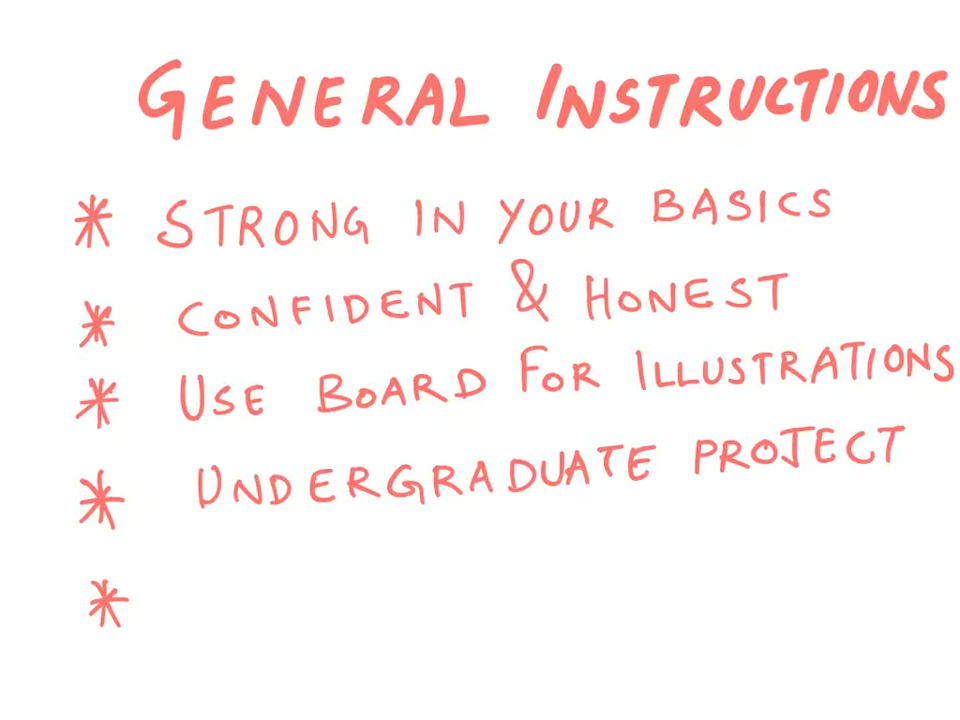 GENERAL INSTRUCTIONS
* STRONG IN YOUR BASICS
* CONFIDENT & HONEST
* USE BOARD FOR ILLUSTRATIONS
* UNDERGRADUATE PROJECT
*